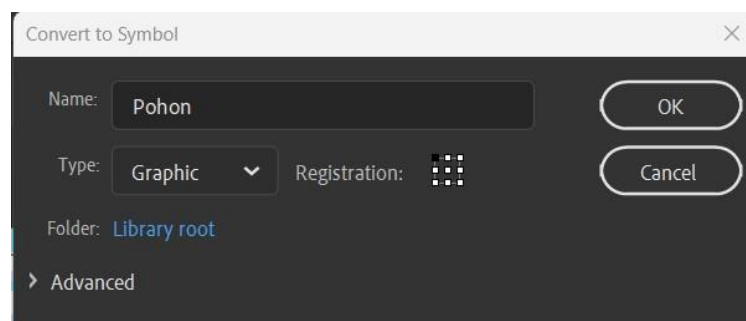 Convert to Symbol
Name: Pohon
OK
Type: Graphic Registration:
Cancel
Folder: Library root
Advanced